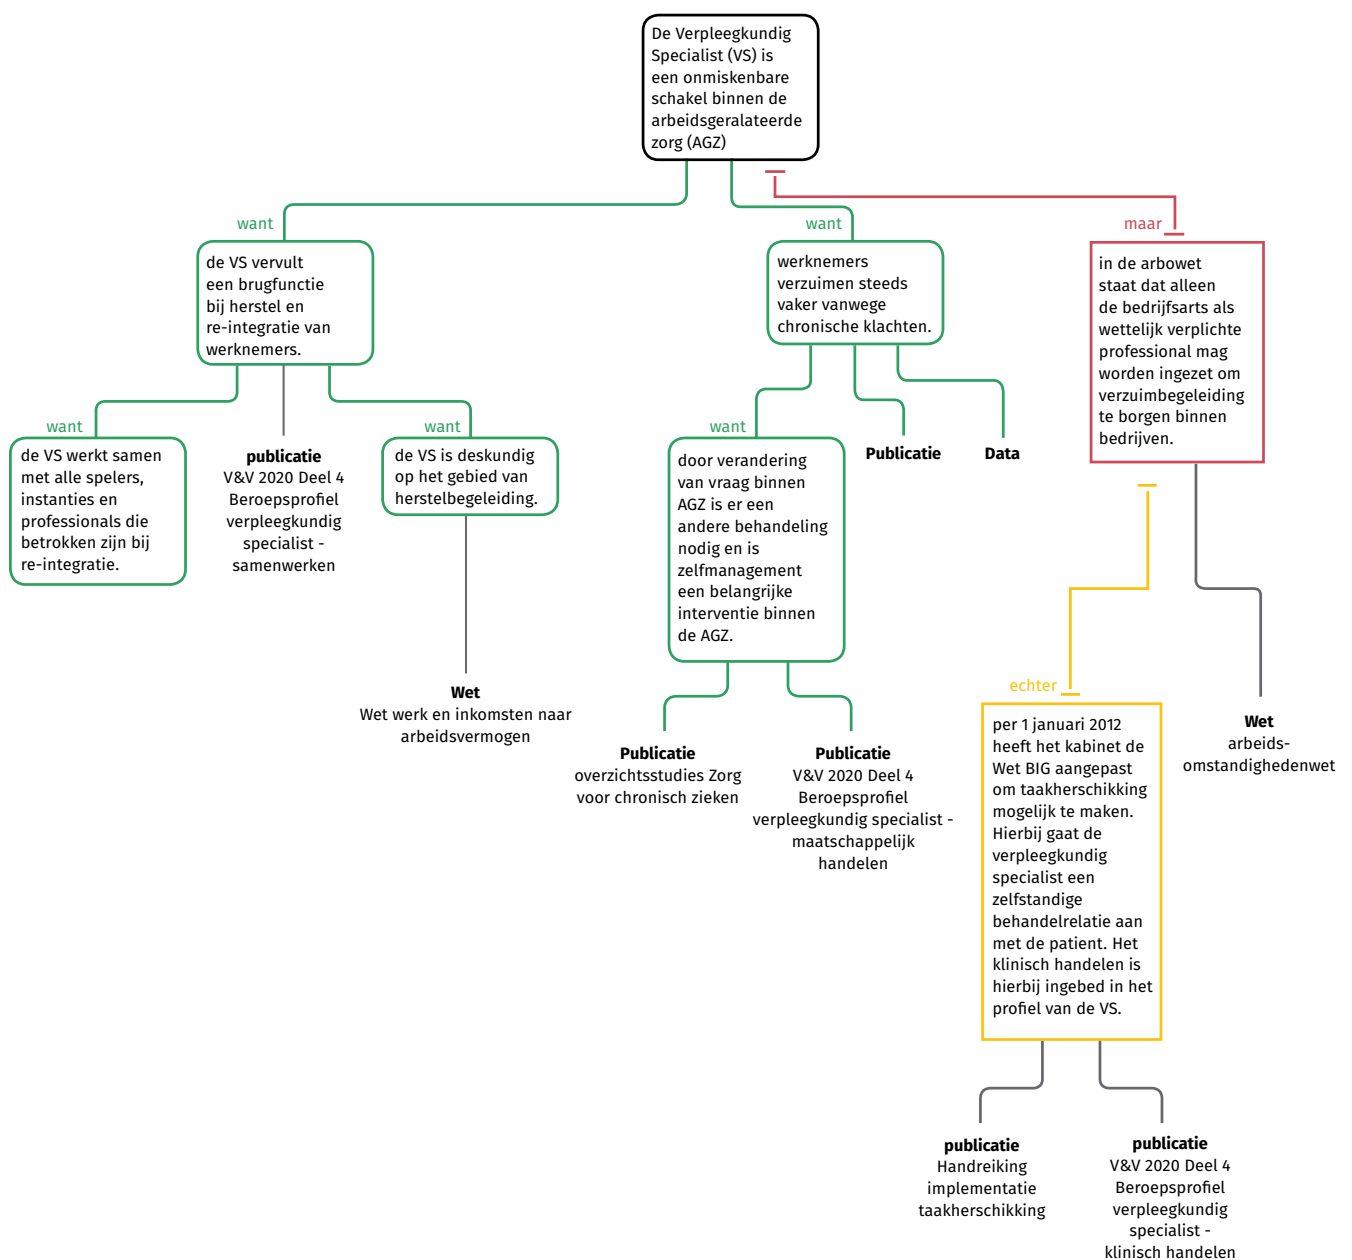 De Verpleegkundig
Specialist (VS) is
een onmiskenbare
schakel binnen de
arbeidsgeralateerde
zorg (AGZ)
want
de VS vervult
een brugfunctie
bij herstel en
re-integratie van
werknemers.
want
werknemers
verzuimen steeds
vaker vanwege
chronische klachten.
maar
in de arbowet
staat dat alleen
de bedrijfsarts als
wettelijk verplichte
professional mag
worden ingezet om
verzuimbegeleiding
te borgen binnen
bedrijven.
want
de VS werkt samen
met alle spelers,
instanties en
professionals die
betrokken zijn bij
re-integratie.
publicatie
V&V 2020 Deel 4
Beroepsprofiel
verpleegkundig
specialist -
samenwerken
want
de VS is deskundig
op het gebied van
herstelbegeleiding.
Wet
Wet werk en inkomsten naar
arbeidsvermogen
want
door verandering
van vraag binnen
AGZ is er een
andere behandeling
nodig en is
zelfmanagement
een belangrijke
interventie binnen
de AGZ.
Publicatie
Data
Publicatie
overzichtsstudies Zorg
voor chronisch zieken
Publicatie
V&V 2020 Deel 4
Beroepsprofiel
verpleegkundig specialist -
maatschappelijk
handelen
echter
per 1 januari 2012
heeft het kabinet de
Wet BIG aangepast
om taakherschikking
mogelijk te maken.
Hierbij gaat de
verpleegkundig
specialist een
zelfstandige
behandelrelatie aan
met de patient. Het
klinisch handelen is
hierbij ingebed in het
profiel van de VS.
Wet
arbeids-
omstandighedenwet
publicatie
Handreiking
implementatie
taakherschikking
publicatie
V&V 2020 Deel 4
Beroepsprofiel
verpleegkundig
specialist -
klinisch handelen